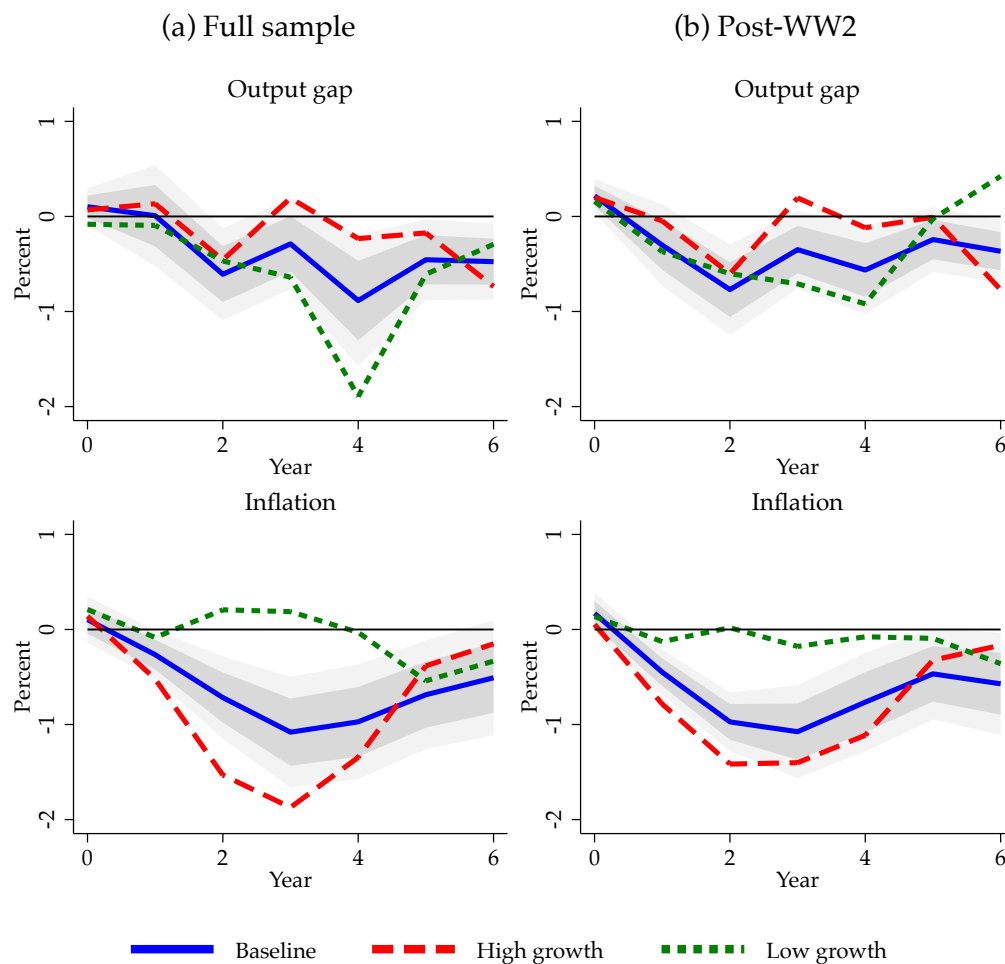 (a) Full sample
(b) Post-WW2
Output gap
Percent
1
0
-1
-2
0 2 4 6
Year
Output gap
Percent
1
0
-1
-2
0 2 4 6
Year
Inflation
Percent
1
0
-1
-2
0 2 4 6
Year
Inflation
Percent
1
0
-1
-2
0 2 4 6
Year
Baseline High growth Low growth